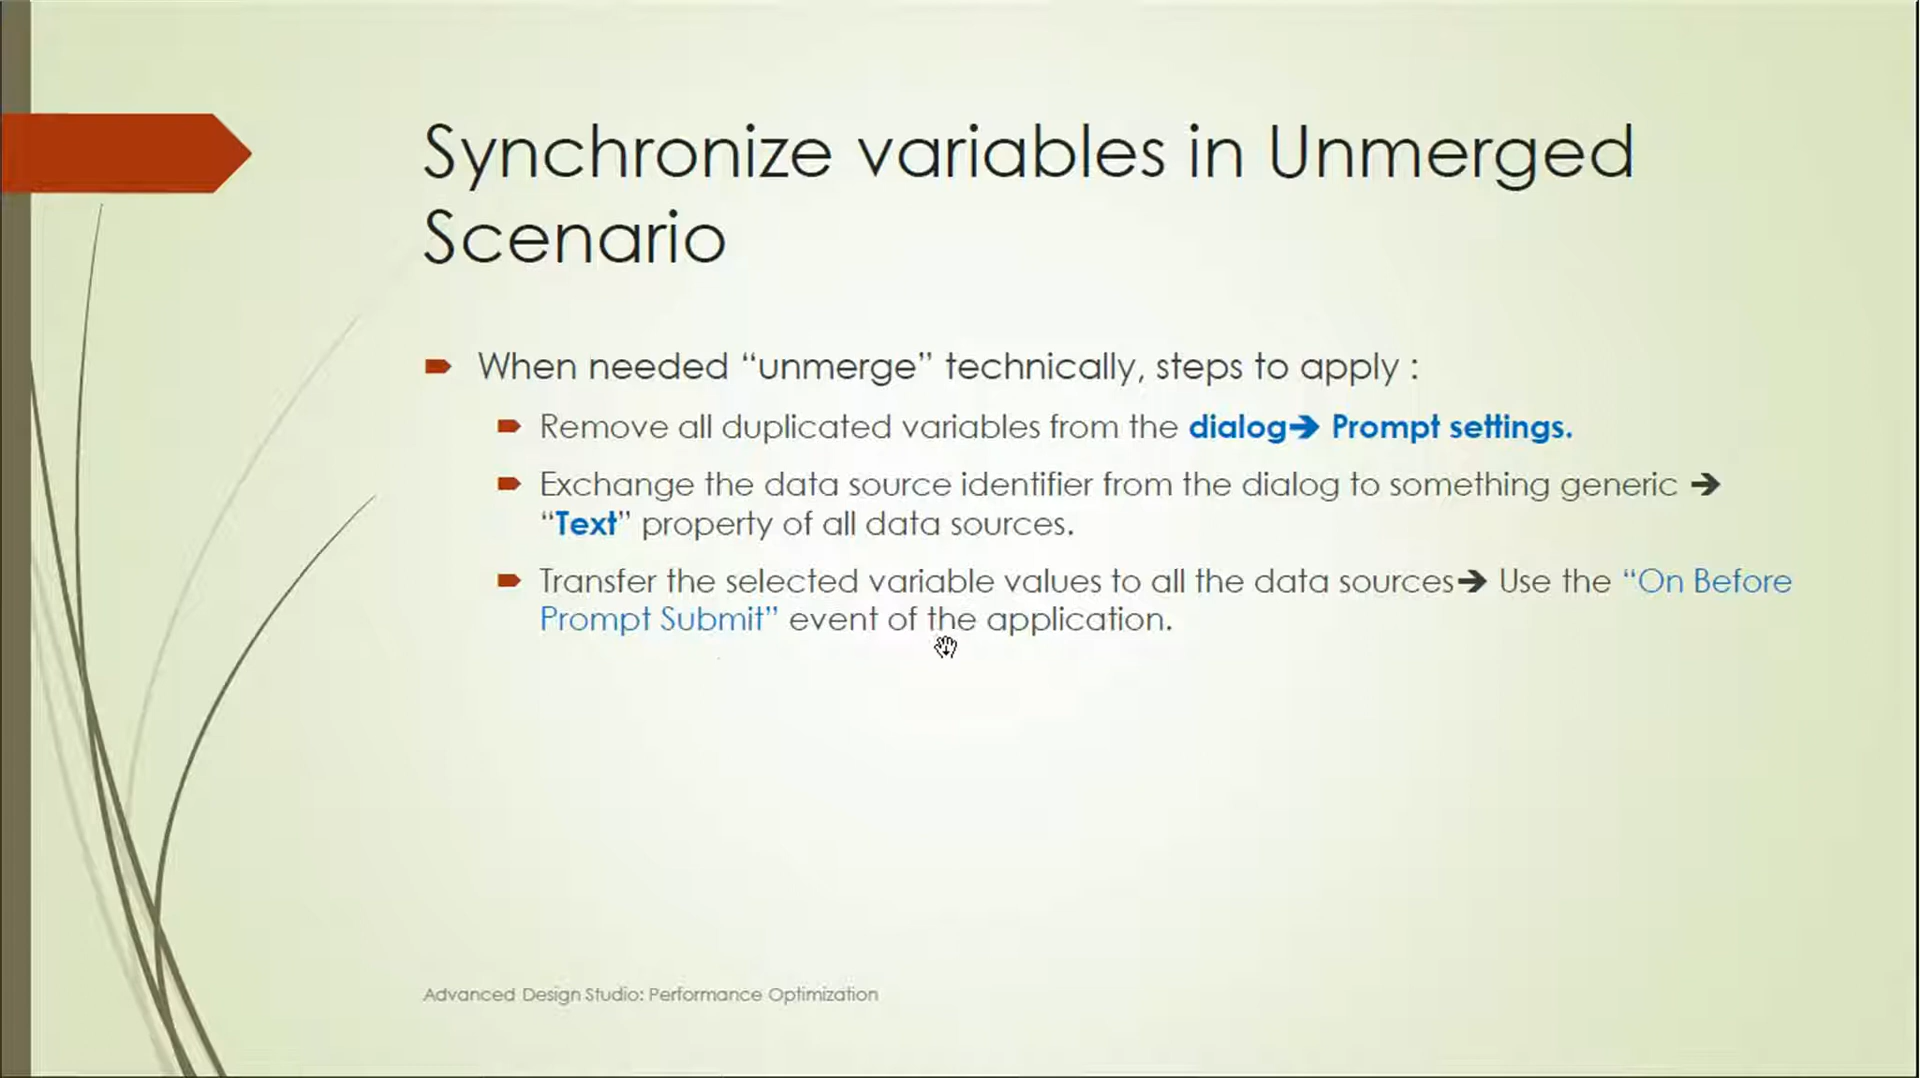 Synchronize variables in Unmerged
Scenario
When needed “unmerge” technically, steps to apply :
Remove all duplicated variables from the dialog➔ Prompt settings.
Exchange the data source identifier from the dialog to something generic ➔
“Text” property of all data sources.
Transfer the selected variable values to all the data sources➔ Use the “On Before
Prompt Submit” event of the application.
Advanced Design Studio: Performance Optimization